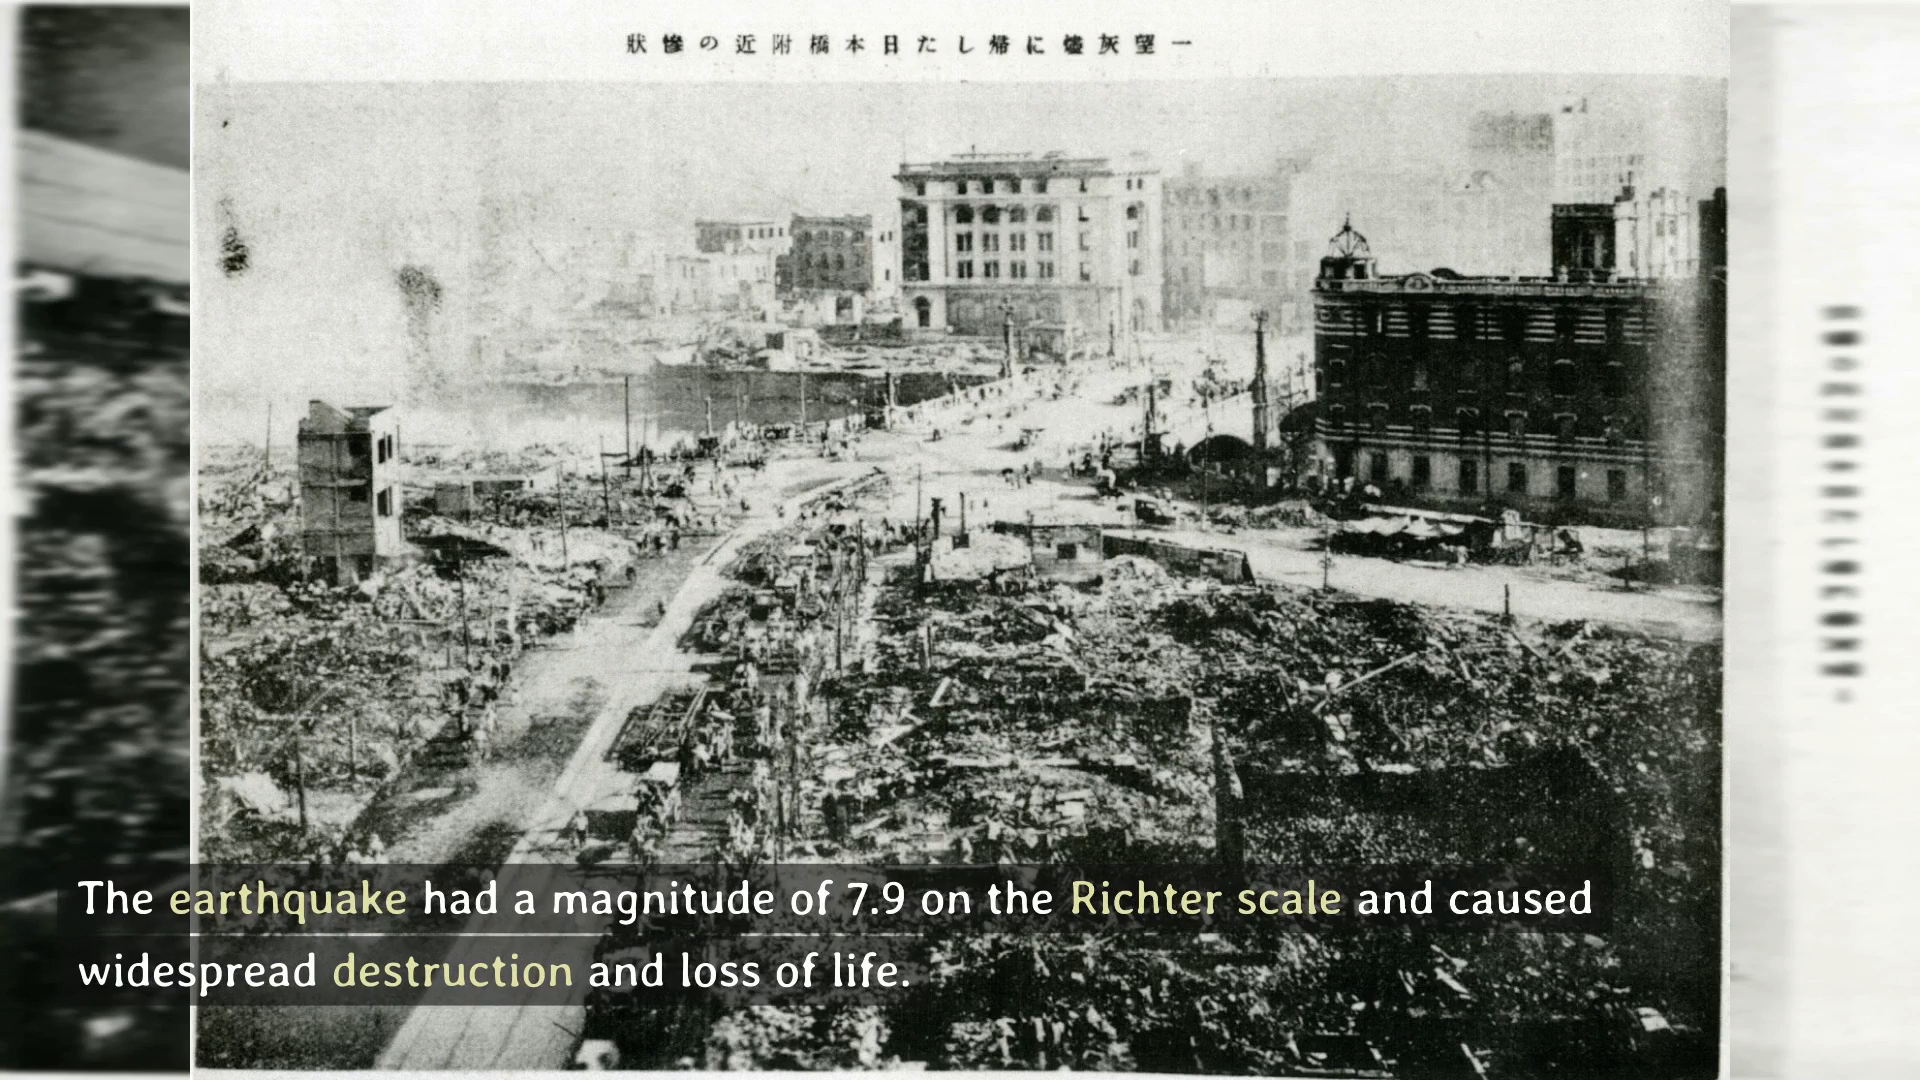 一望灰燼に帰した日本橋附近の惨狀
The earthquake had a magnitude of 7.9 on the Richter scale and caused
widespread destruction and loss of life.